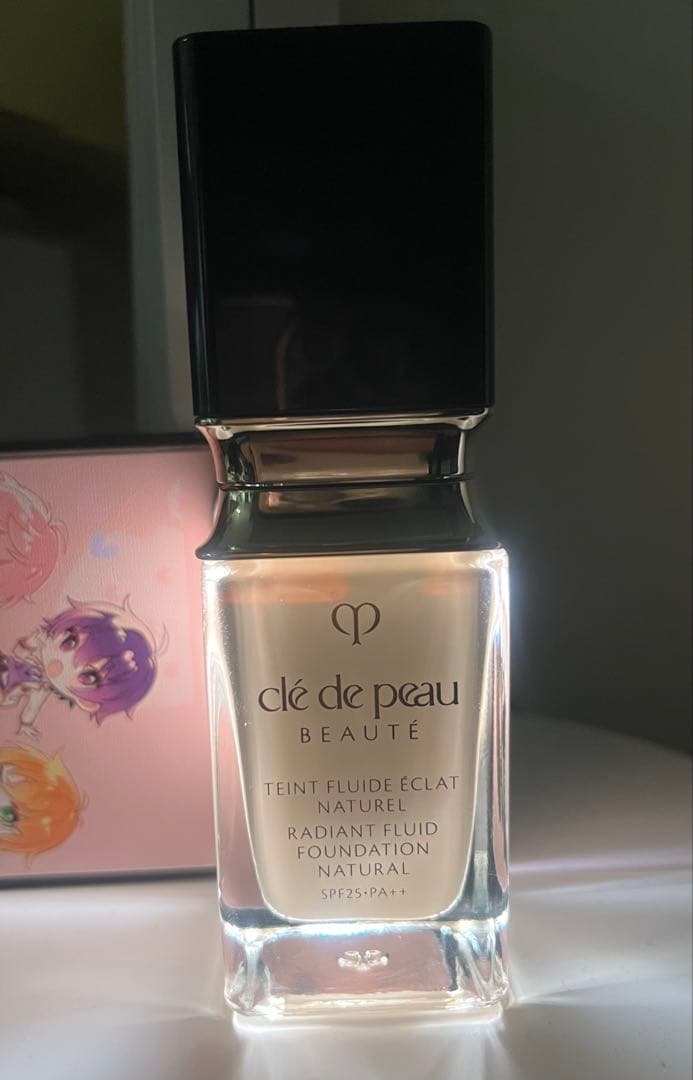 clé de peau
BEAUTÉ
TEINT FLUIDE ÉCLAT
NATUREL
RADIANT FLUID
FOUNDATION
NATURAL
SPF25·PA++